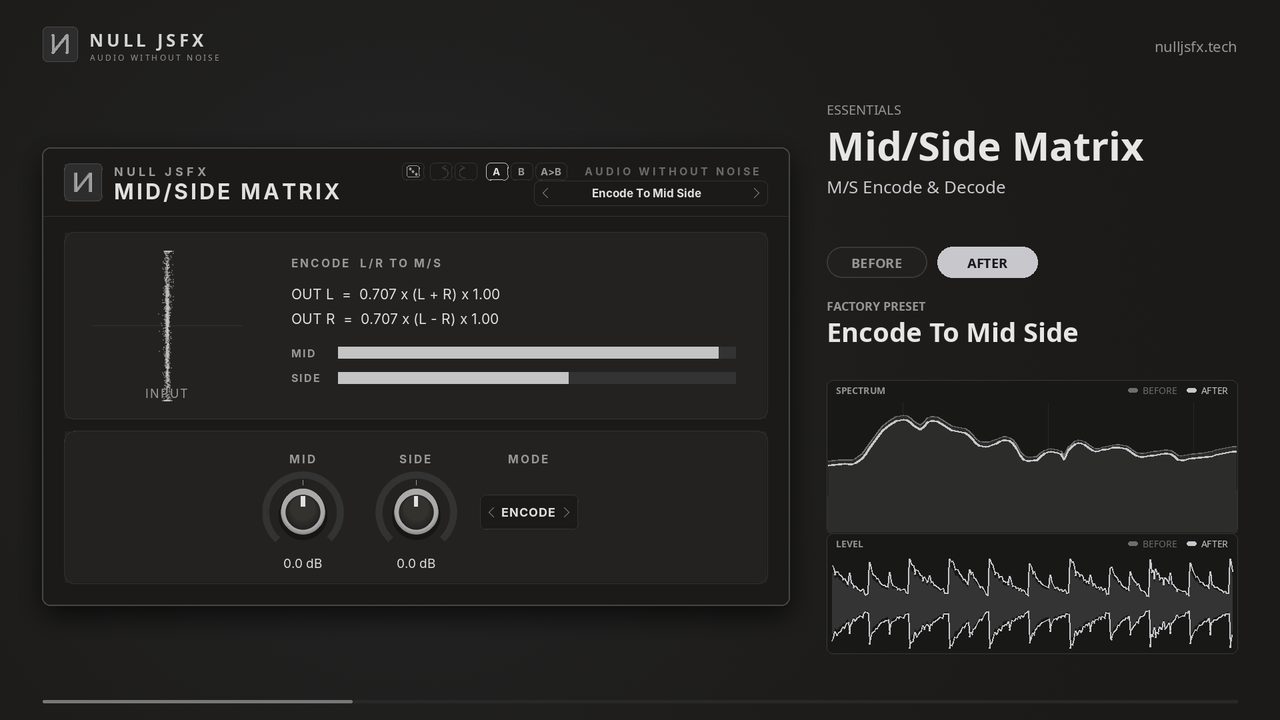 NULL JSFX
AUDIO WITHOUT NOISE
nulljsfx.tech
NULL JSFX
MID/SIDE MATRIX
A B A>B
AUDIO WITHOUT NOISE
Encode To Mid Side
ENCODE L/R TO M/S
OUT L = 0.707 x (L + R) x 1.00
OUT R = 0.707 x (L - R) x 1.00
MID
SIDE
INPUT
MID SIDE MODE
ENCODE
0.0 dB 0.0 dB
ESSENTIALS
Mid/Side Matrix
M/S Encode & Decode
BEFORE AFTER
FACTORY PRESET
Encode To Mid Side
SPECTRUM BEFORE AFTER
LEVEL BEFORE AFTER